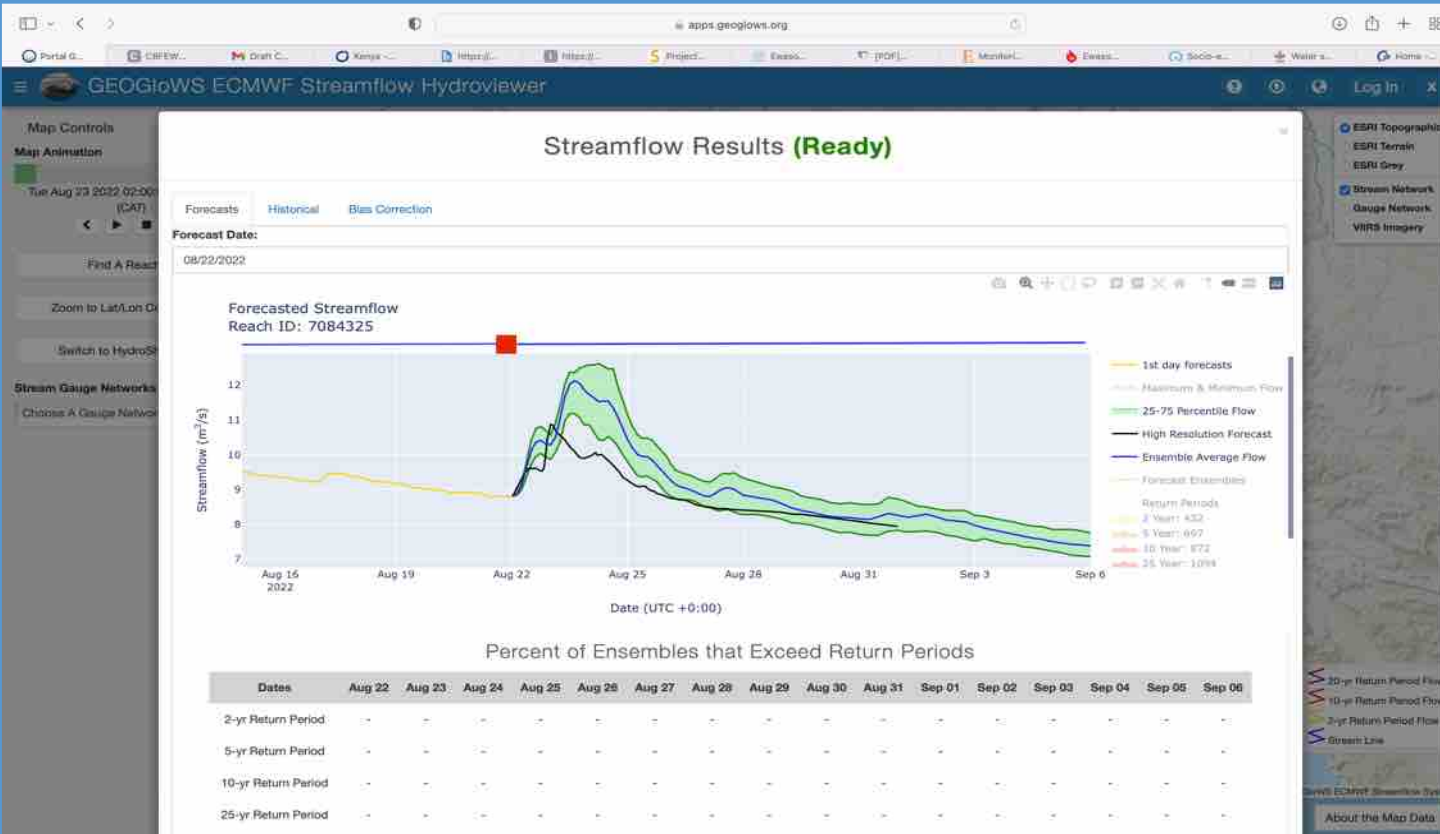 apps.geoglows.org
Portal G...
CBFEW...
Draft C...
Kenya -...
https://...
https://...
Project...
Ewaso...
[PDF]...
Monitori...
Ewaso...
Socio-e...
Water s...
Home -...
GEOGloWS ECMWF Streamflow Hydroviewer
Log In
X
Map Controls
Map Animation
Tue Aug 23 2022 02:00
(CAT)
Find A Reach
Zoom to Lat/Lon
Switch to HydroSh
Stream Gauge Networks
Choose A Gauge Networ
Streamflow Results (Ready)
Forecasts
Historical
Bias Correction
Forecast Date:
08/22/2022
Forecasted Streamflow
Reach ID: 7084325
Streamflow (m³/s)
12
11
10
9
8
7
Aug 16
2022
Aug 19
Aug 22
Aug 25
Aug 28
Aug 31
Sep 3
Sep 6
Date (UTC +0:00)
1st day forecasts
Maximum & Minimum Flow
25-75 Percentile Flow
High Resolution Forecast
Ensemble Average Flow
Forecast Ensembles
Return Periods
2 Year: 432
5 Year: 697
10 Year: 872
25 Year: 1094
Percent of Ensembles that Exceed Return Periods
Dates Aug 22 Aug 23 Aug 24 Aug 25 Aug 26 Aug 27 Aug 28 Aug 29 Aug 30 Aug 31 Sep 01 Sep 02 Sep 03 Sep 04 Sep 05 Sep 06
2-yr Return Period - - - - - - - - - - - - - - - -
5-yr Return Period - - - - - - - - - - - - - - - -
10-yr Return Period - - - - - - - - - - - - - - - -
25-yr Return Period - - - - - - - - - - - - - - - -
ESRI Topographic
ESRI Terrain
ESRI Grey
Stream Network
Gauge Network
VIIRS Imagery
20-yr Return Period Flow
10-yr Return Period Flow
2-yr Return Period Flow
Stream Line
ECMWF Streamflow Sys
About the Map Data